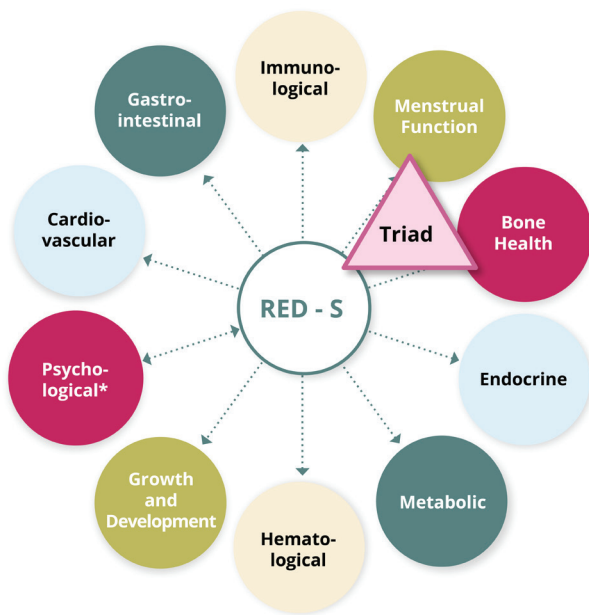 Immuno-
logical
Menstrual
Function
Triad
Bone
Health
Endocrine
Metabolic
Hemato-
logical
Growth
and
Development
Psycho-
logical*
Cardio-
vascular
Gastro-
intestinal
RED - S